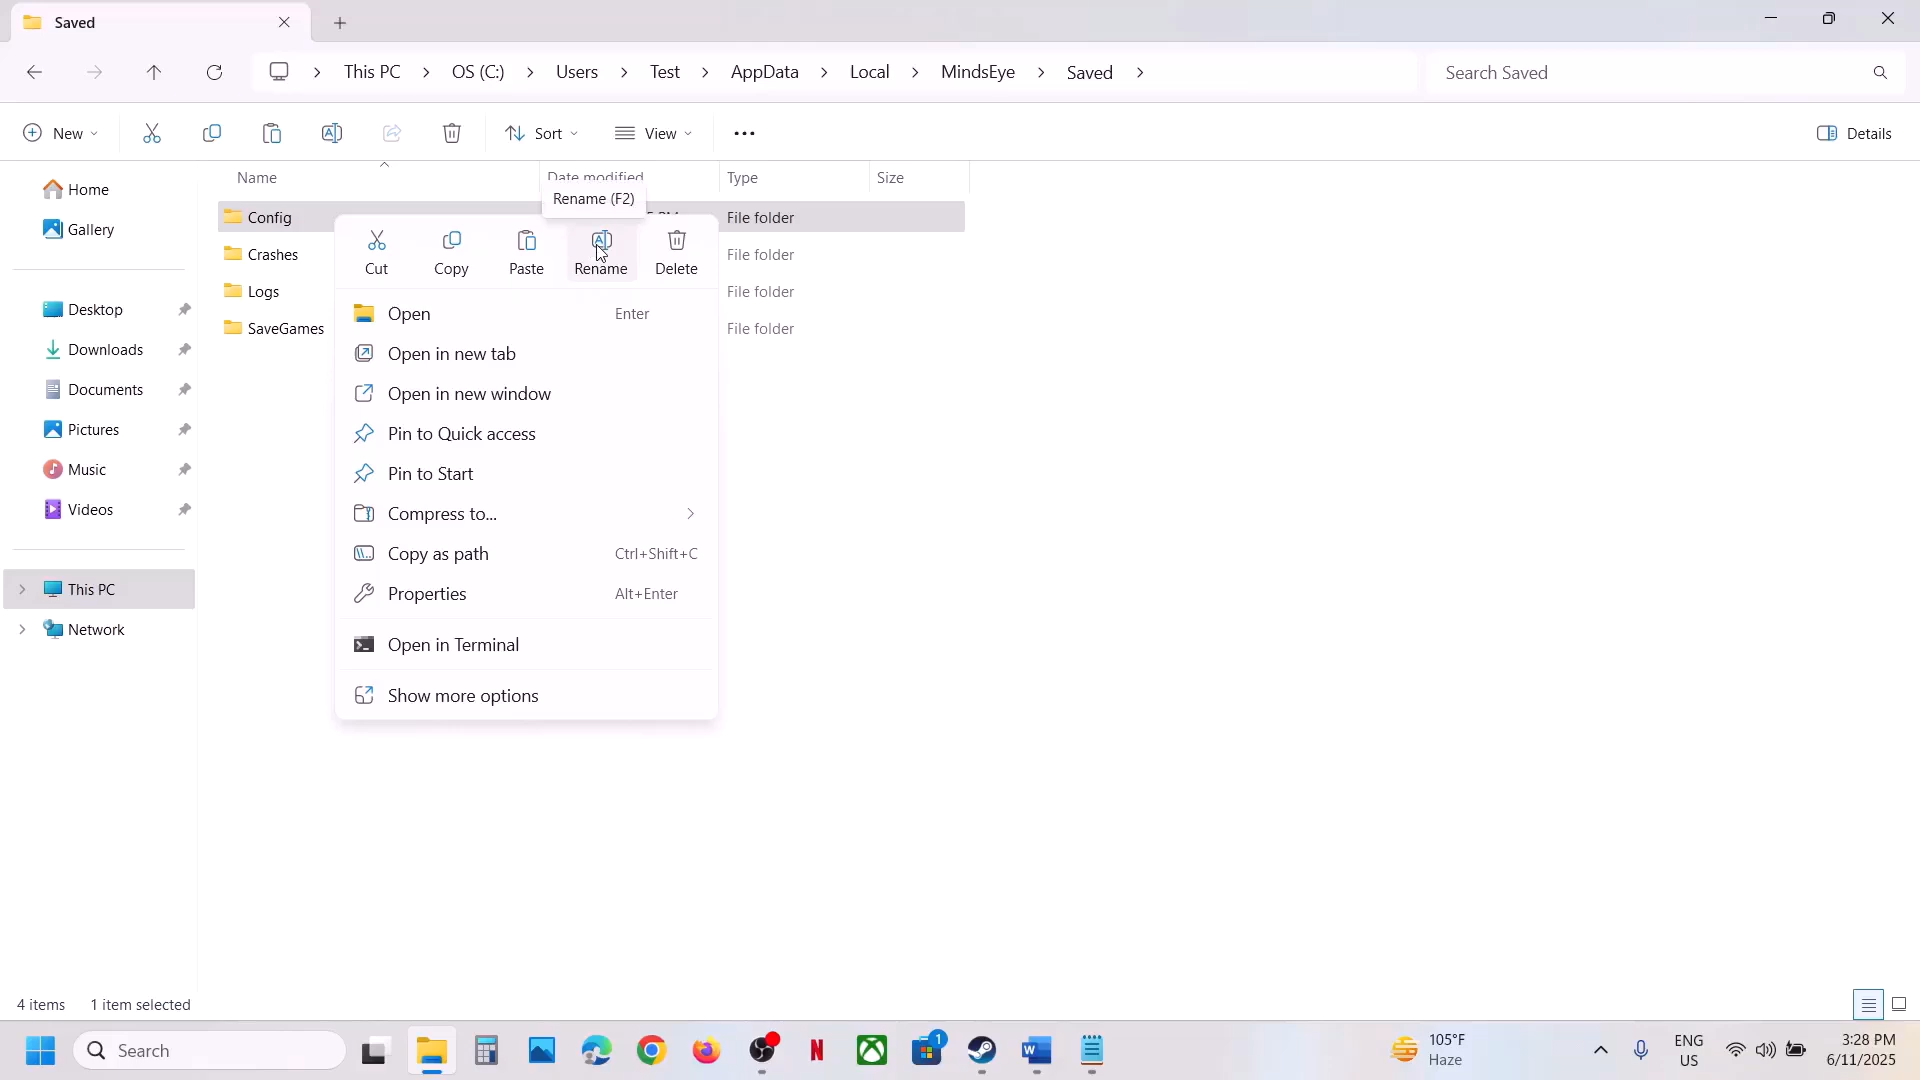 Saved
This PC > OS (C:) > Users > Test > AppData > Local > MindsEye > Saved >
Search Saved
New
Sort
View
Details
Name
Date modified
Type
Size
Rename (F2)
Home
Gallery
Desktop
Downloads
Documents
Pictures
Music
Videos
This PC
Network
Config
File folder
Crashes
File folder
Logs
File folder
SaveGames
File folder
Cut
Copy
Paste
Rename
Delete
Open Enter
Open in new tab
Open in new window
Pin to Quick access
Pin to Start
Compress to...
Copy as path Ctrl+Shift+C
Properties Alt+Enter
Open in Terminal
Show more options
4 items 1 item selected
Search
1
105°F
Haze
ENG
US
3:28 PM
6/11/2025